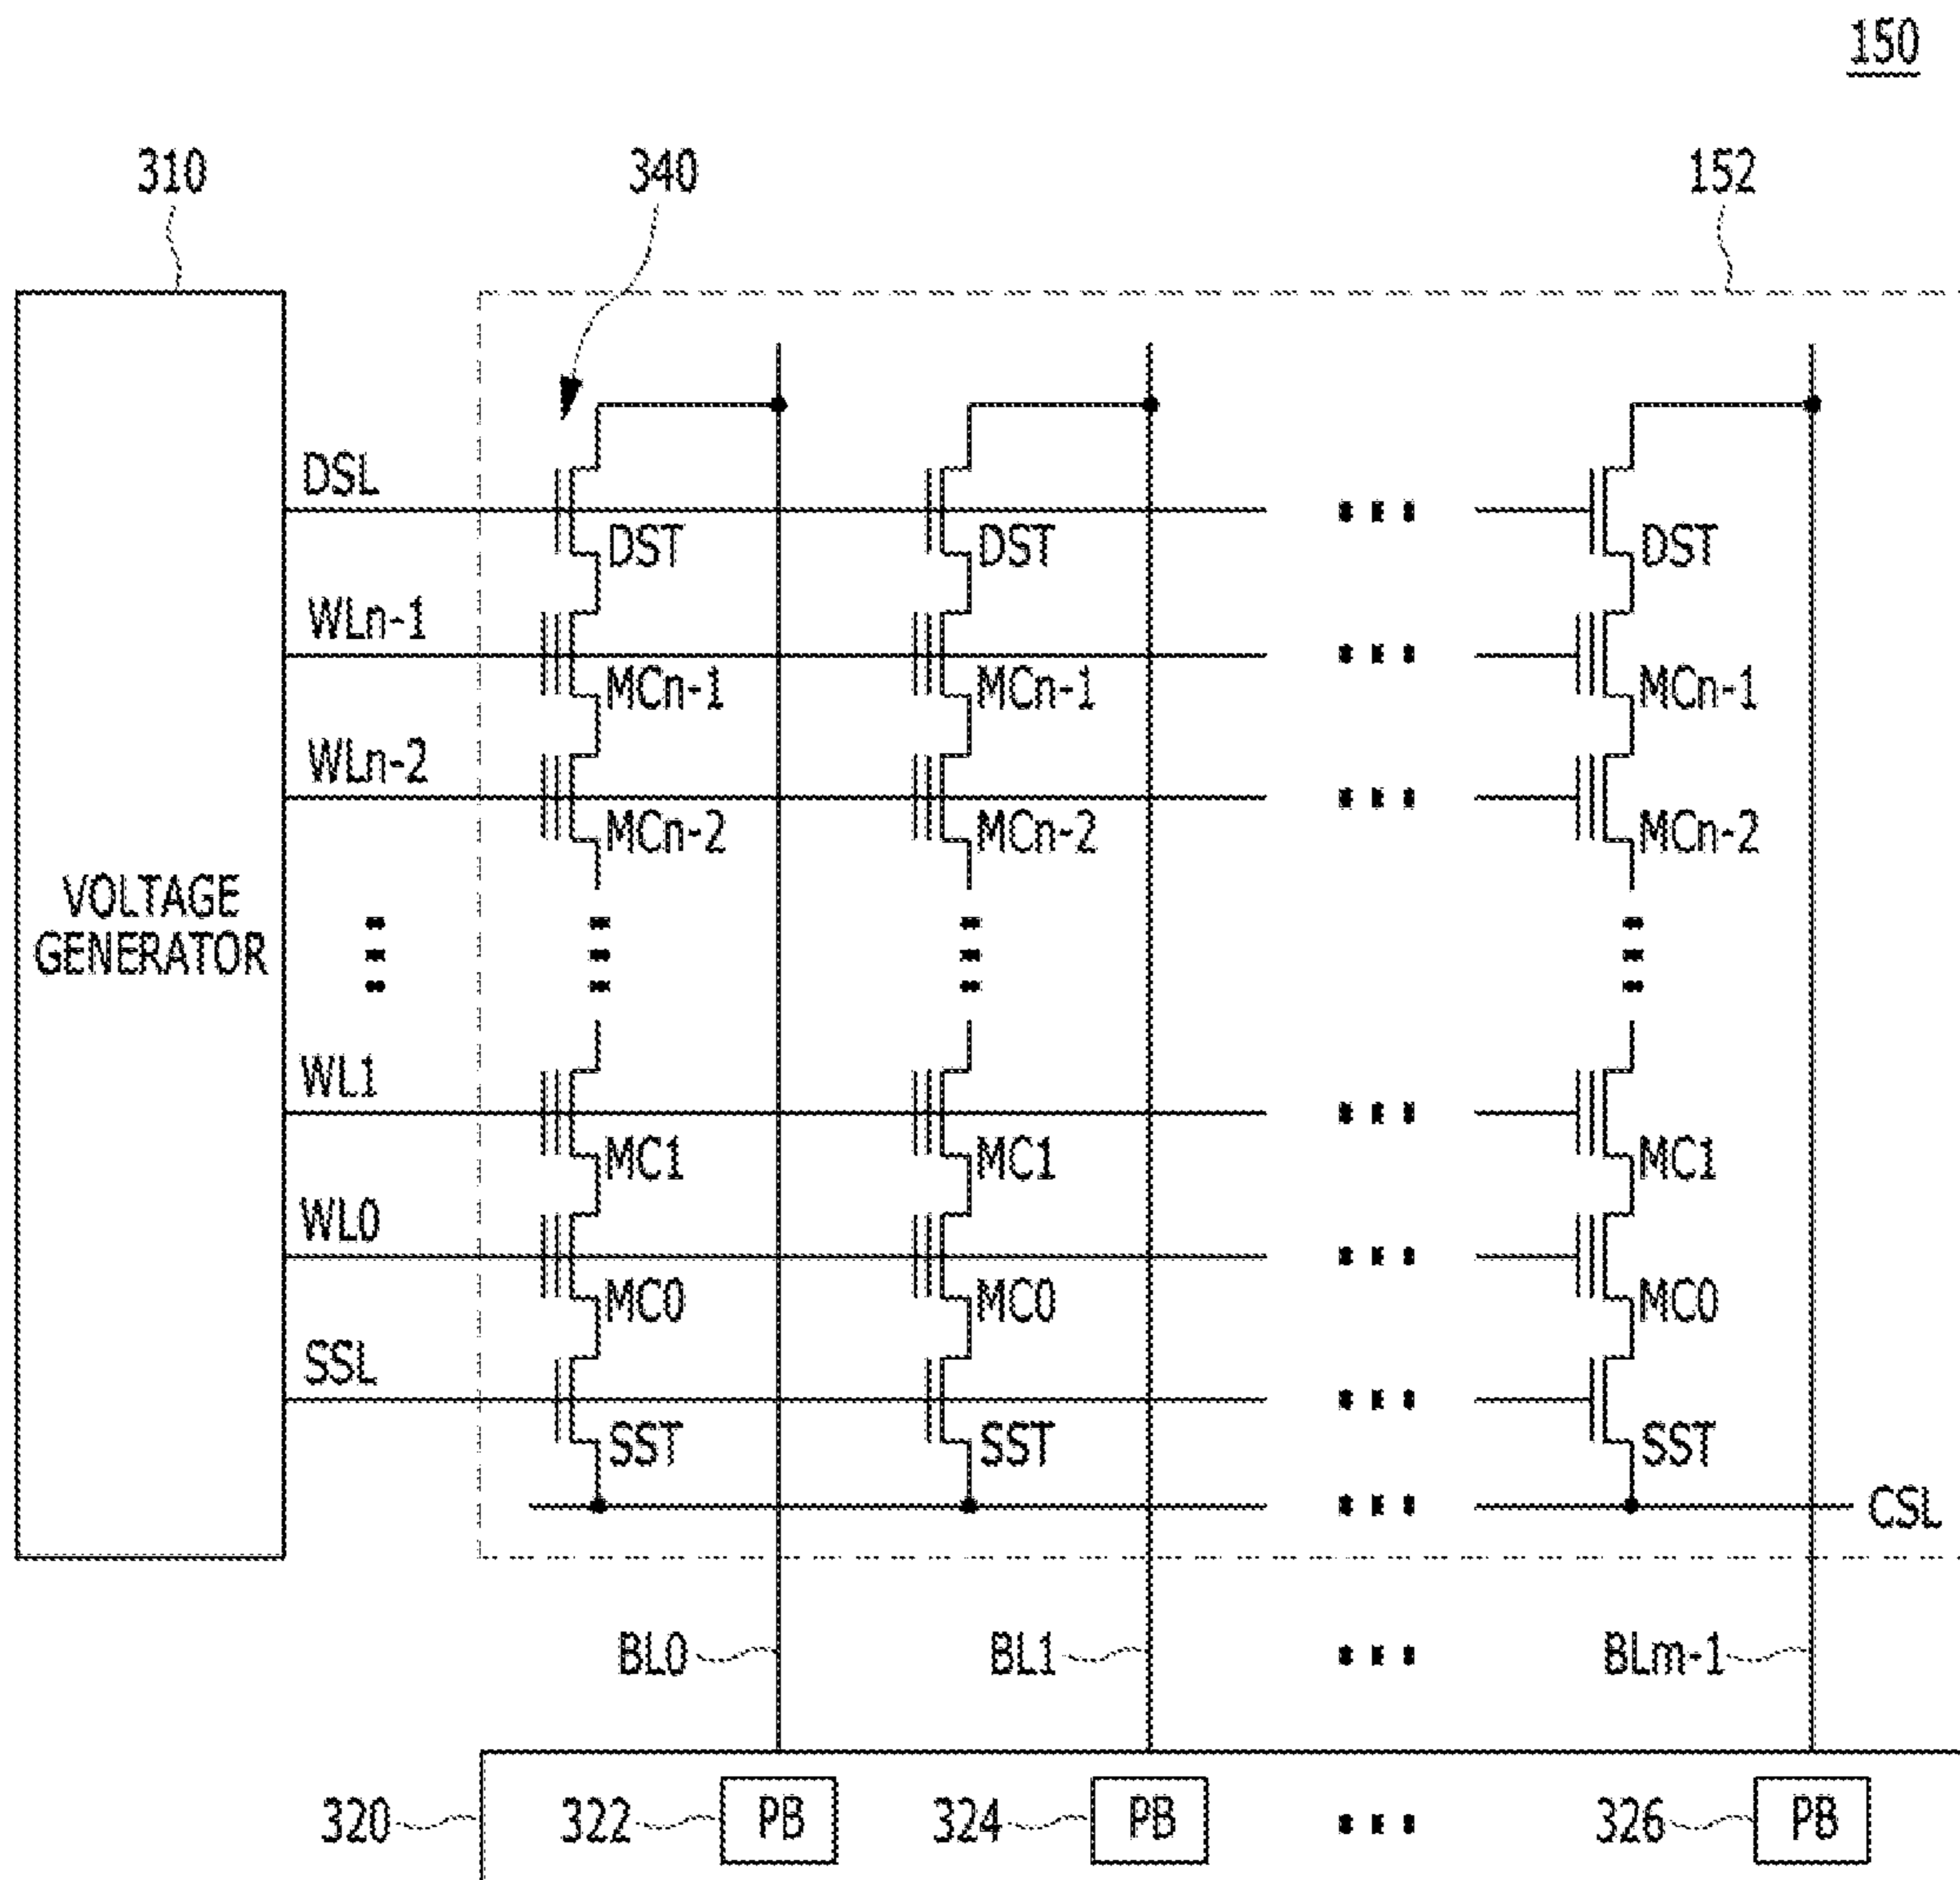 150
310
340
152
DSL
DST
DST
DST
WLn-1
MCn-1
MCn-1
MCn-1
WLn-2
MCn-2
MCn-2
MCn-2
VOLTAGE
GENERATOR
WL1
MC1
MC1
MC1
WL0
MC0
MC0
MC0
SSL
SST
SST
SST
CSL
BL0
BL1
BLm-1
320
322
PB
324
PB
326
PB